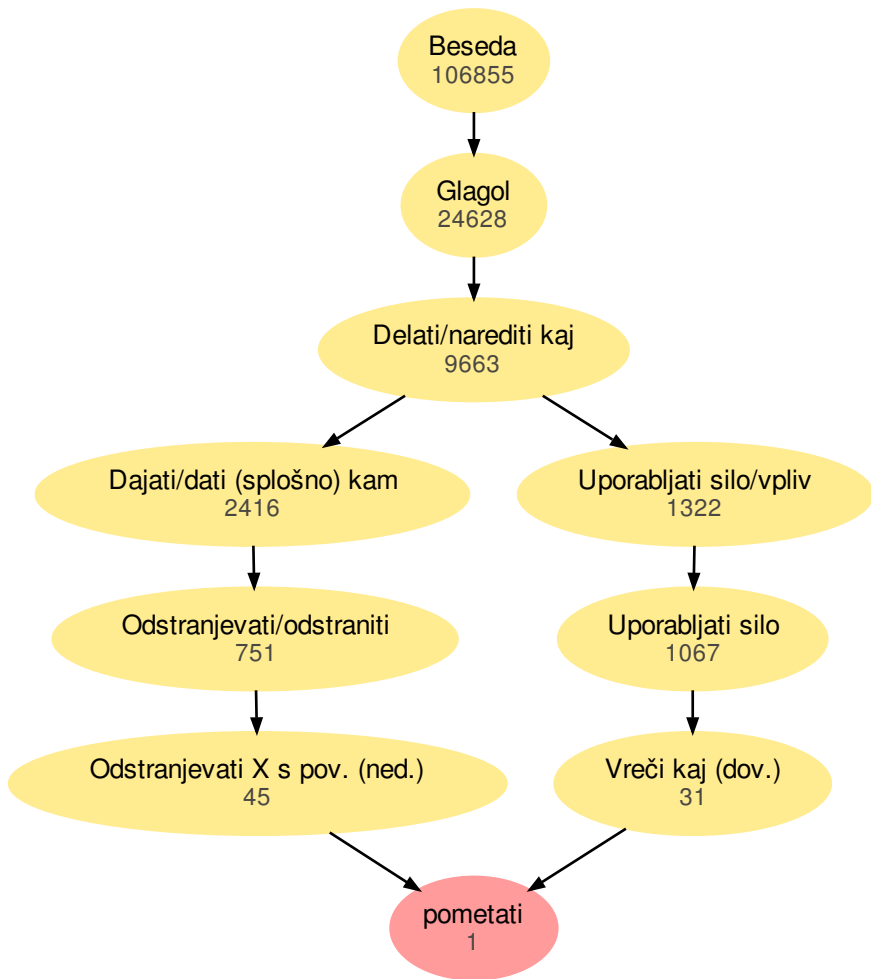 Beseda
106855
Glagol
24628
Delati/narediti kaj
9663
Dajati/dati (splošno) kam
2416
Uporabljati silo/vpliv
1322
Odstranjevati/odstraniti
751
Uporabljati silo
1067
Odstranjevati X s pov. (ned.)
45
Vreči kaj (dov.)
31
pometati
1